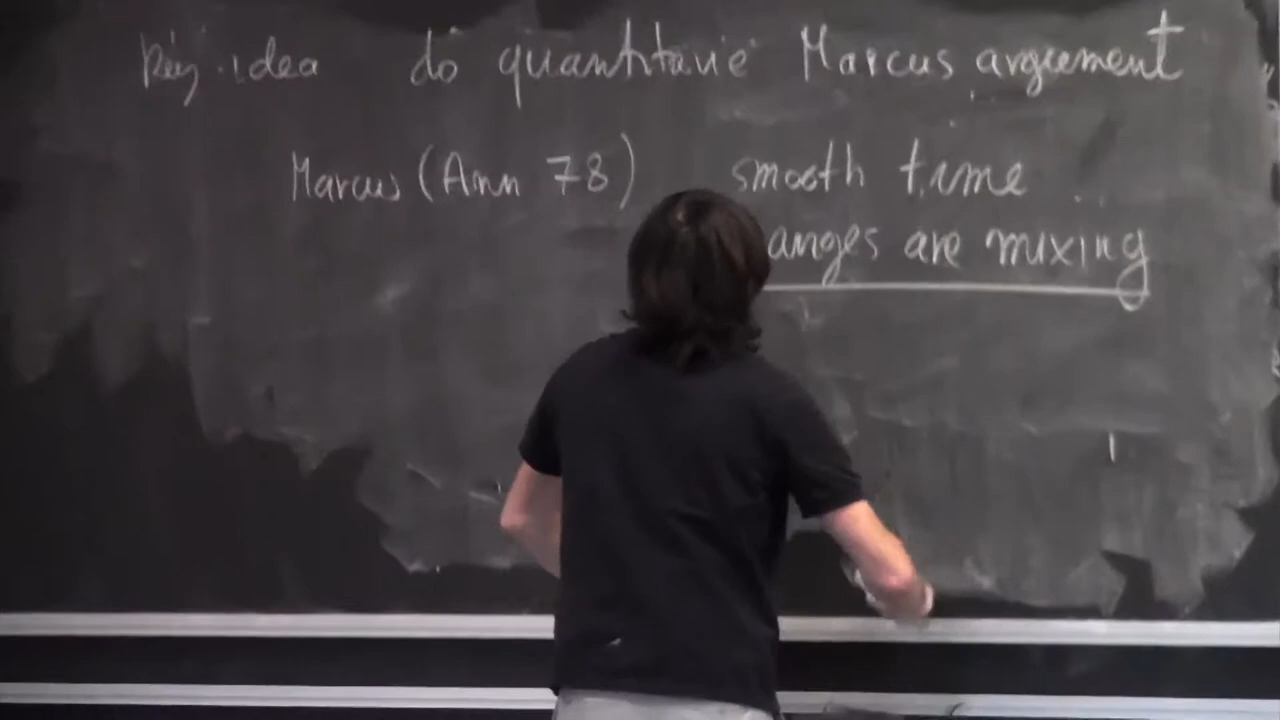 Key idea do quantitative Marcus argument
Marcus (Ann 78) smooth time
anges are mixing